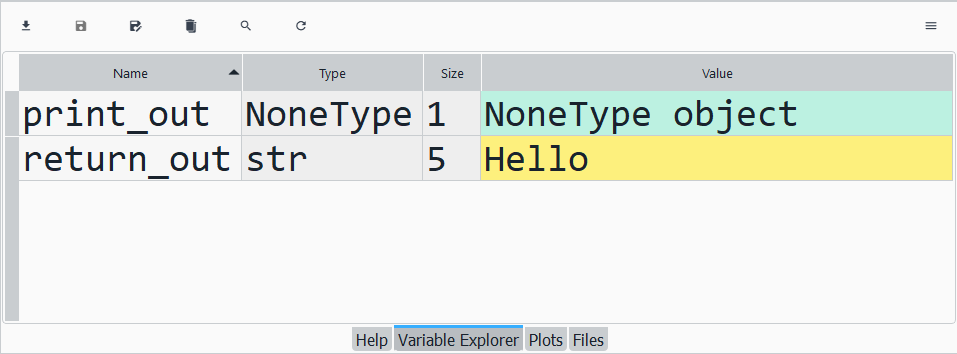 Name Type Size Value
print_out NoneType 1 NoneType object
return_out str 5 Hello
Help Variable Explorer Plots Files